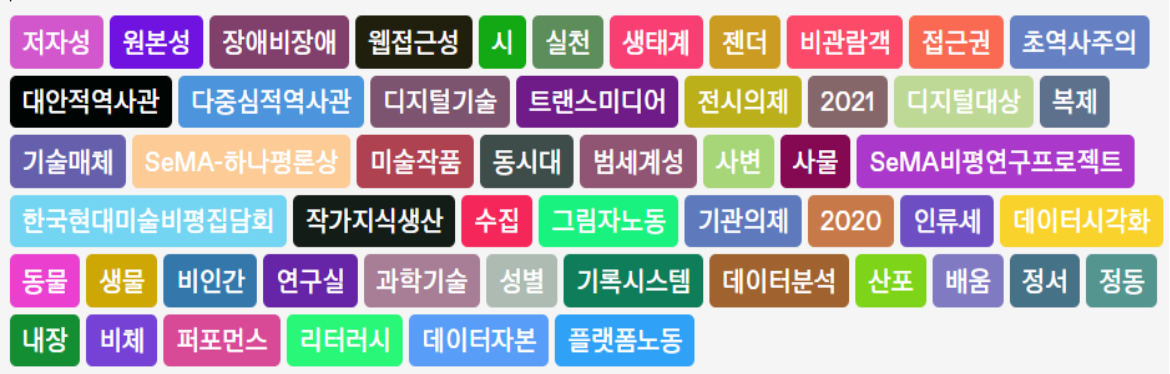 저자성 원본성 장애비장애 웹접근성 시 실천 생태계 젠더 비관람객 접근권 초역사주의
대안적역사관 다중심적역사관 디지털기술 트랜스미디어 전시의제 2021 디지털대상 복제
기술매체 SeMA-하나평론상 미술작품 동시대 범세계성 사변 사물 SeMA비평연구프로젝트
한국현대미술비평집담회 작가지식생산 수집 그림자노동 기관의제 2020 인류세 데이터시각화
동물 생물 비인간 연구실 과학기술 성별 기록시스템 데이터분석 산포 배움 정서 정동
내장 비체 퍼포먼스 리터러시 데이터자본 플랫폼노동